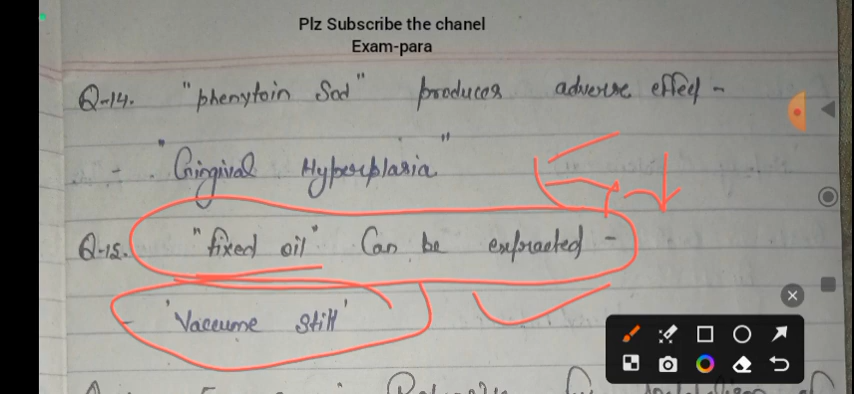 Plz Subscribe the chanel
Exam-para
Q-14. "phenytoin Sod" produces adverse effect -
- "Gingival Hyperplasia"
Q-15. "fixed oil" Can be extracted -
- 'Vaceume Still'